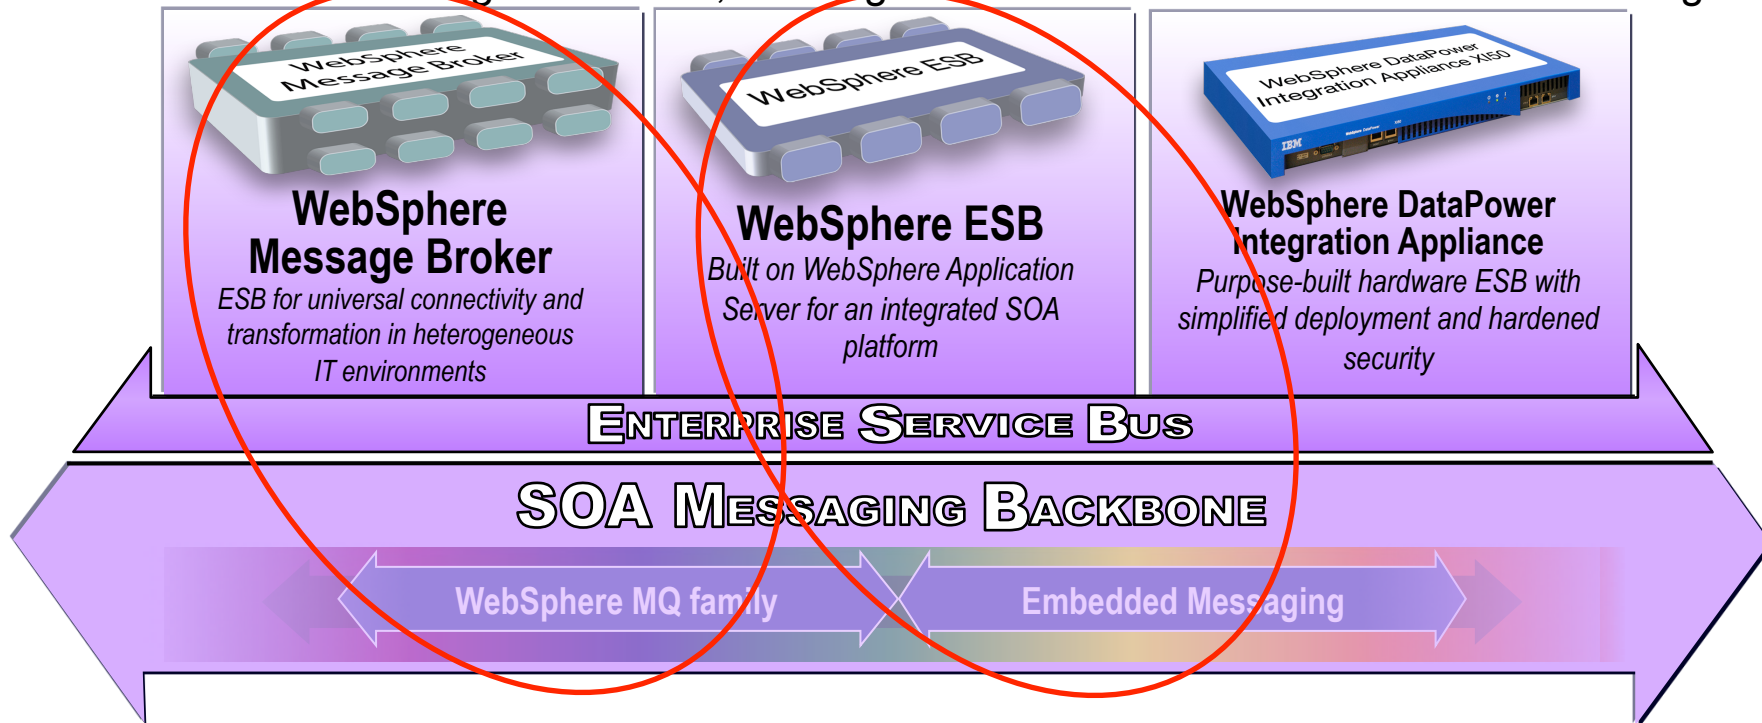 WebSphere
Message Broker
WebSphere ESB
WebSphere DataPower
Integration Appliance XI50
IBM
WebSphere
Message Broker
ESB for universal connectivity and
transformation in heterogeneous
IT environments
WebSphere ESB
Built on WebSphere Application
Server for an integrated SOA
platform
WebSphere DataPower
Integration Appliance
Purpose-built hardware ESB with
simplified deployment and hardened
security
ENTERPRISE SERVICE BUS
SOA MESSAGING BACKBONE
WebSphere MQ family
Embedded Messaging